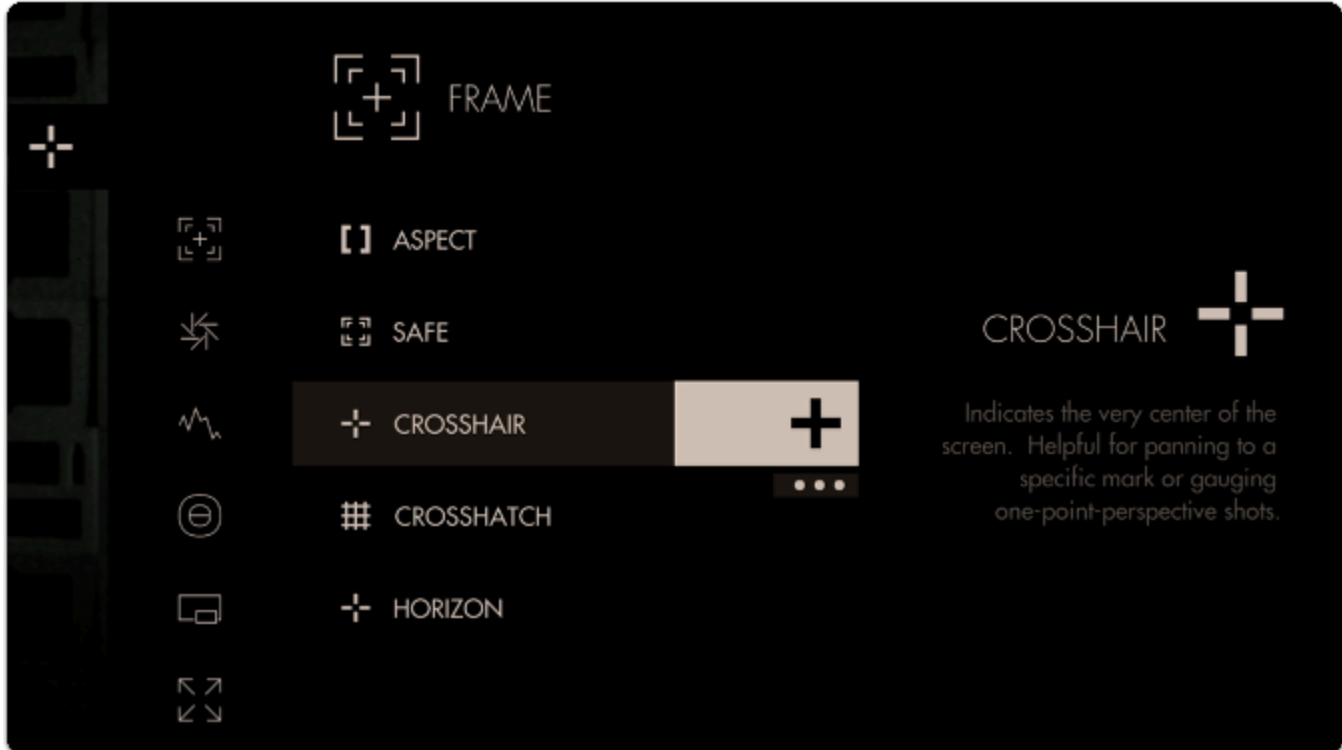 FRAME
ASPECT
SAFE
CROSSHAIR
CROSSHATCH
HORIZON
CROSSHAIR
Indicates the very center of the
screen. Helpful for panning to a
specific mark or gauging
one-point-perspective shots.